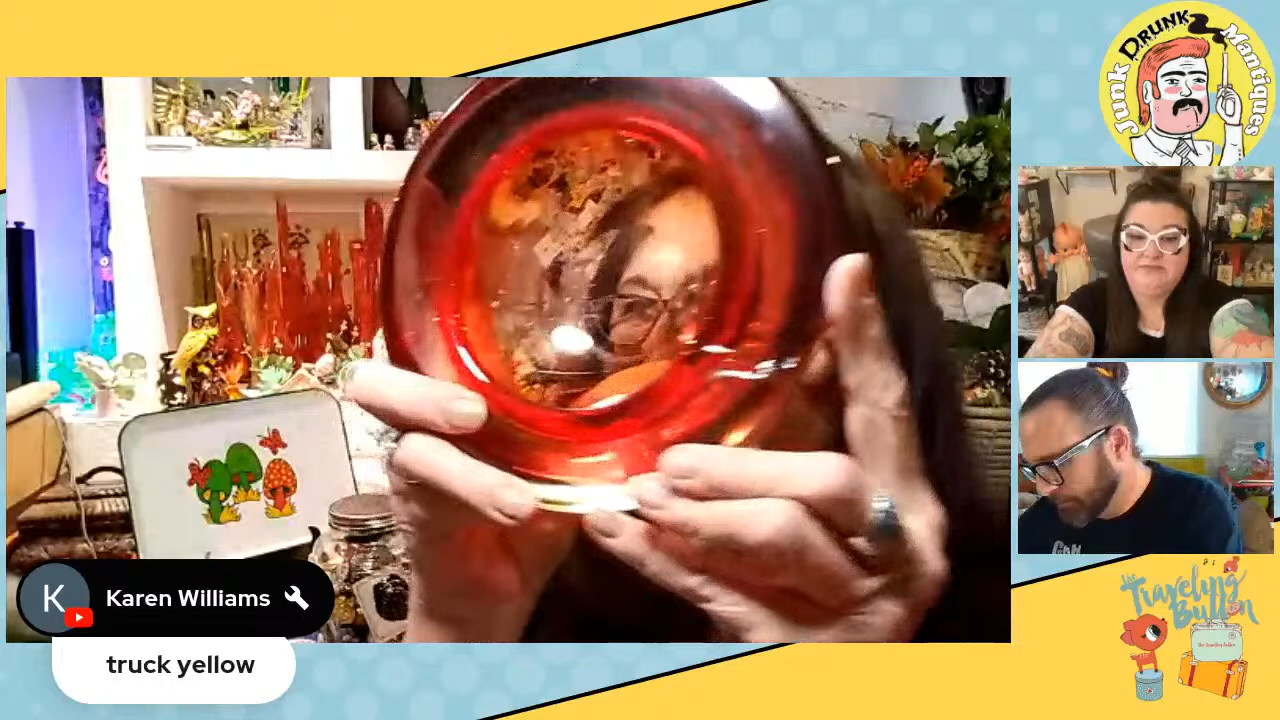 Junk DRUNK Mantiques
K Karen Williams
truck yellow
the Traveling Button